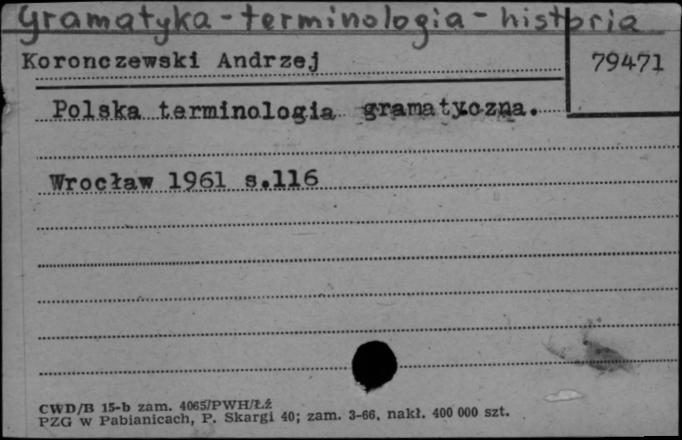 Gramatyka - terminologia - historia
Koronczewski Andrzej
79471
Polska terminologia gramatyczna.
Wrocław 1961 s.116
CWD/B 15-b zam. 4065/PWH/Łź
PZG w Pabianicach, P. Skargi 40; zam. 3-66, nakł. 400 000 szt.